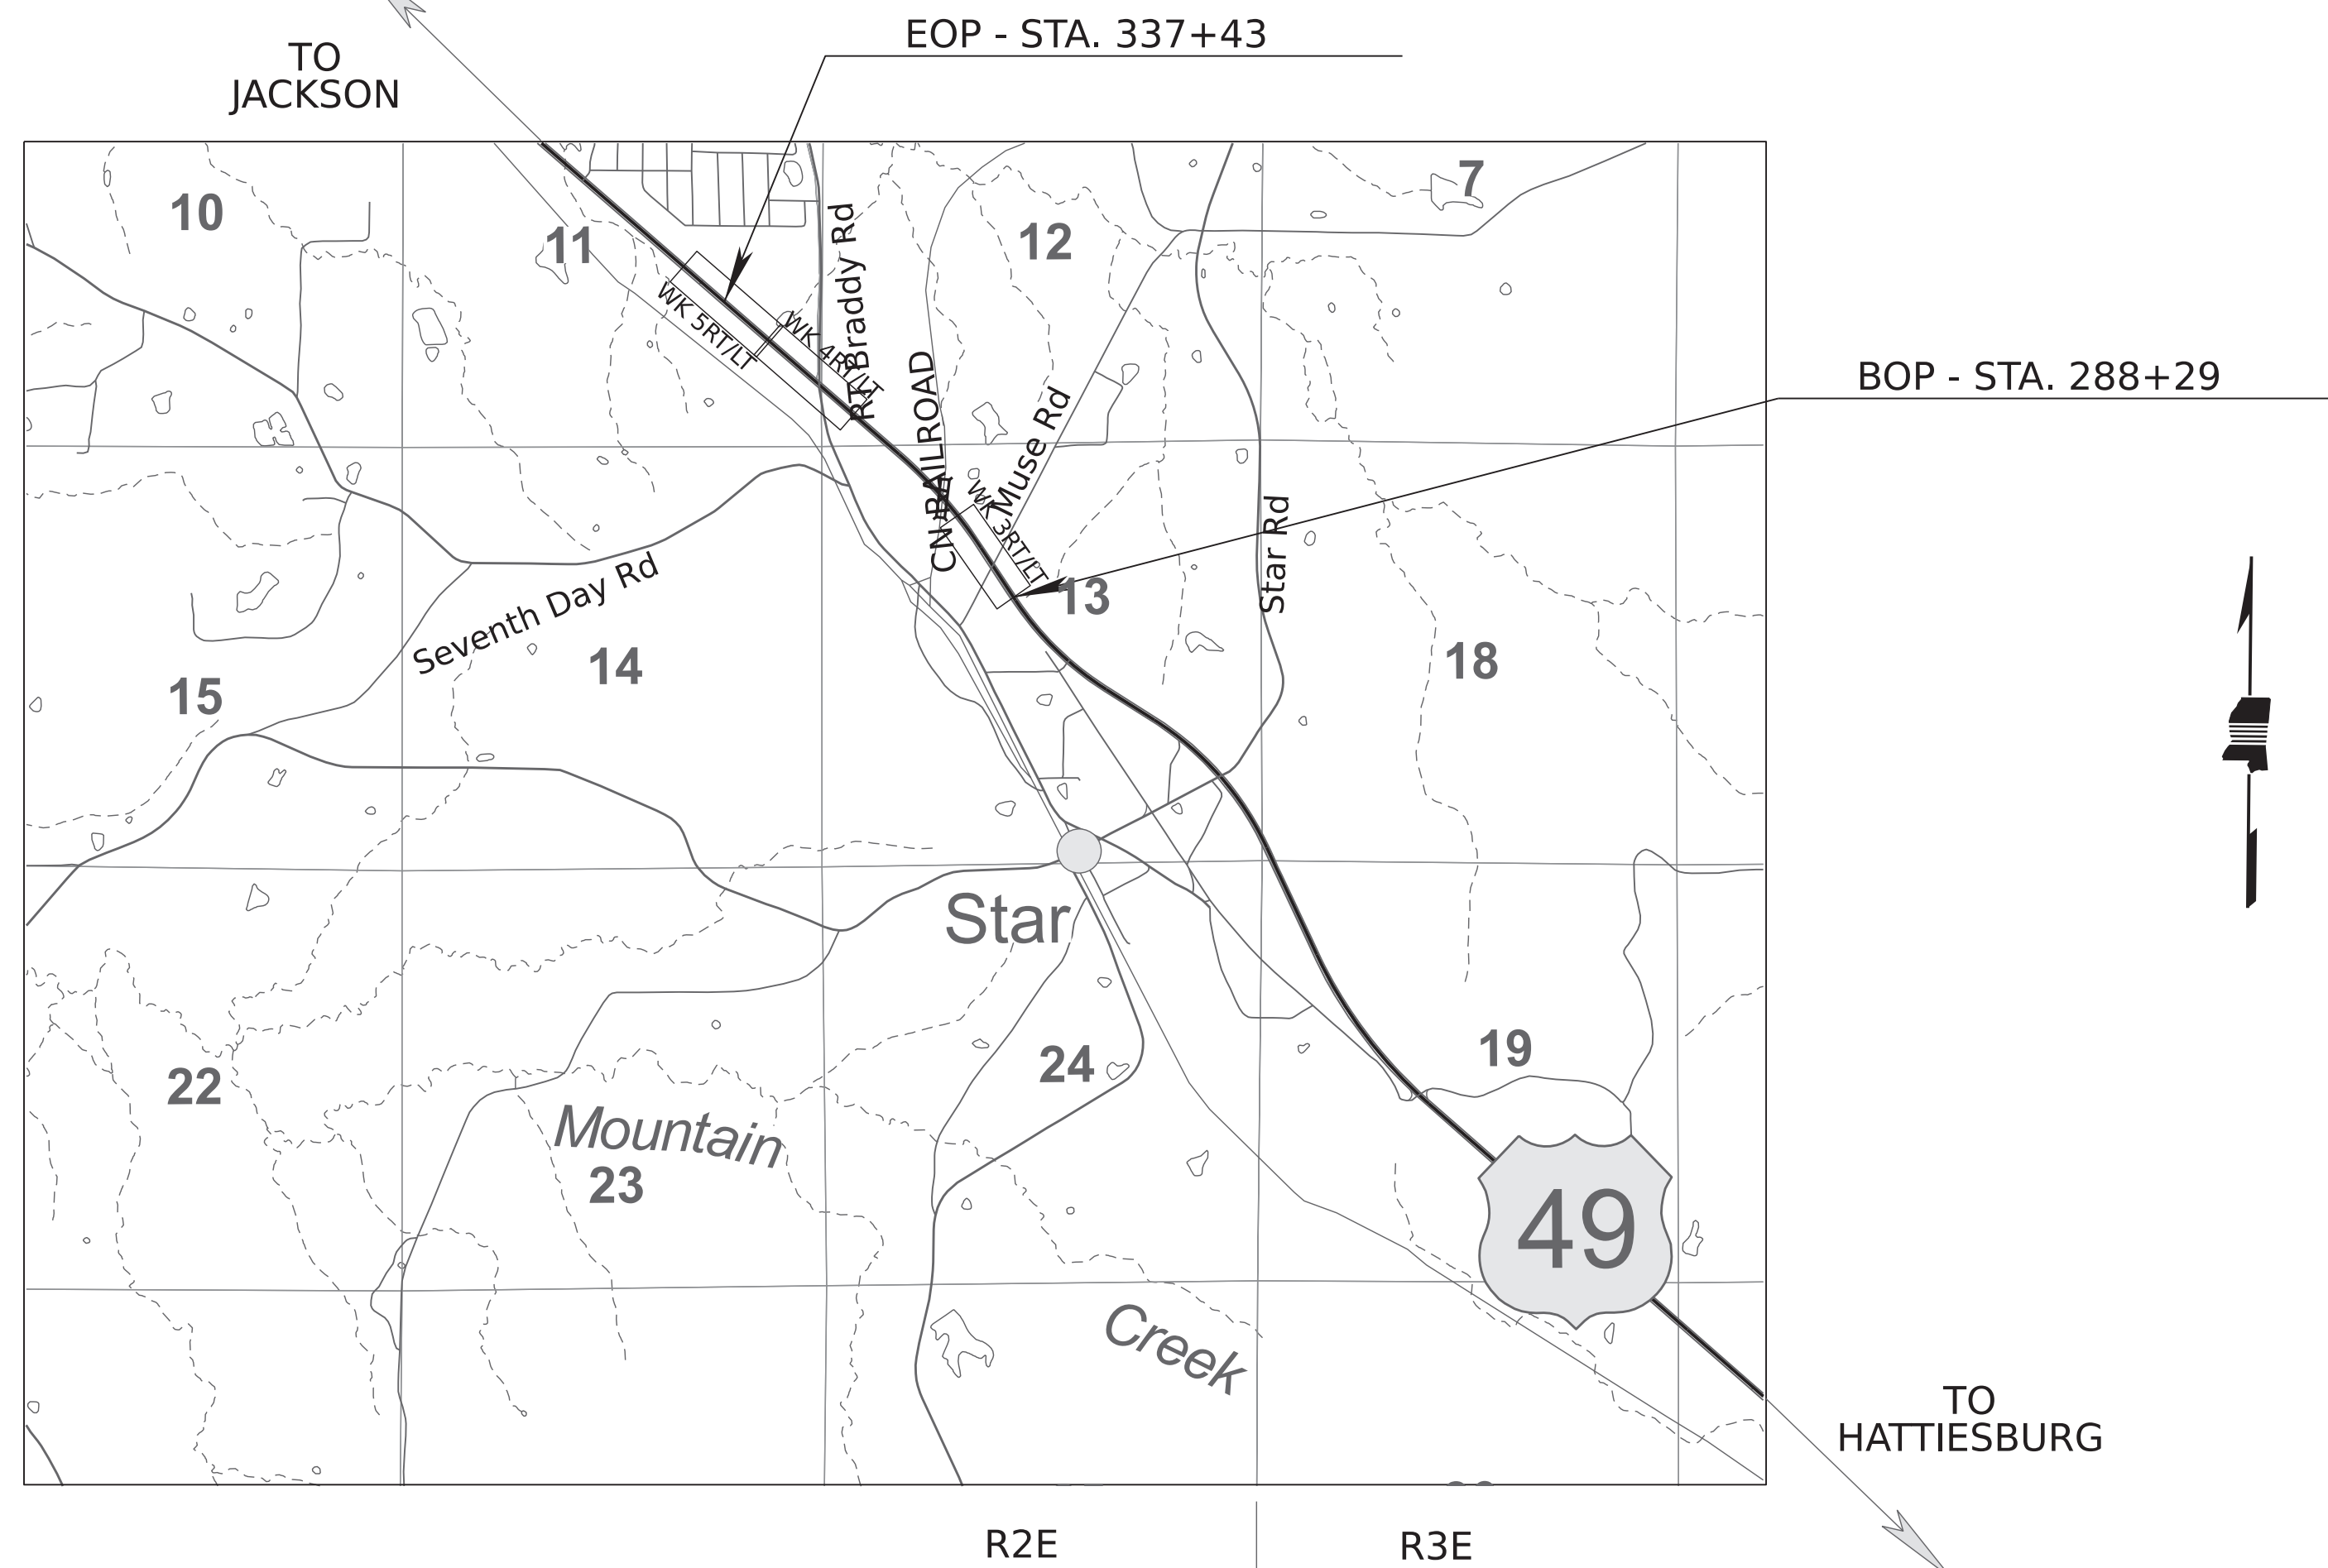 EOP - STA. 337+43
TO
JACKSON
10
11
12
7
RT Braddy Rd
WK 5RT/LT
WK 4RT/LT
BOP - STA. 288+29
CN RAILROAD
Muse Rd
WK 3RT/LT
Star Rd
13
Seventh Day Rd
14
15
18
Star
19
24
22
Mountain
23
49
Creek
TO
HATTIESBURG
R2E
R3E